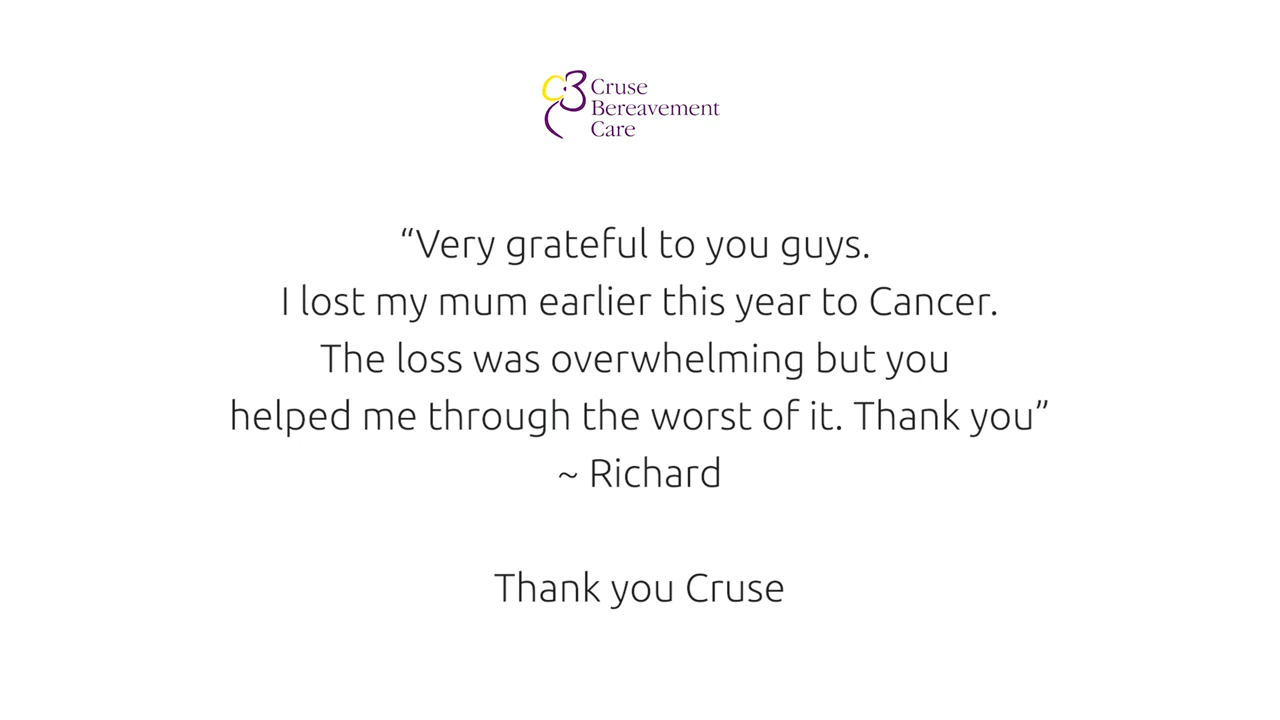 Cruse
Bereavement
Care
“Very grateful to you guys.
I lost my mum earlier this year to Cancer.
The loss was overwhelming but you
helped me through the worst of it. Thank you”
~ Richard
Thank you Cruse